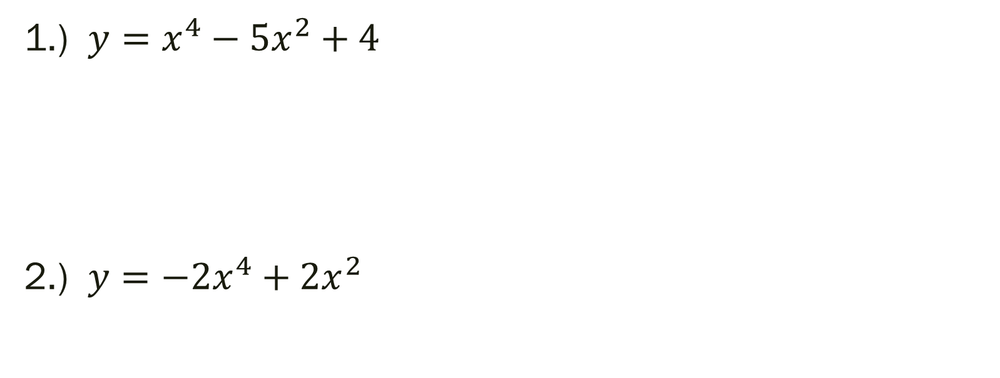 1.) y = x⁴ − 5x² + 4
2.) y = −2x⁴ + 2x²